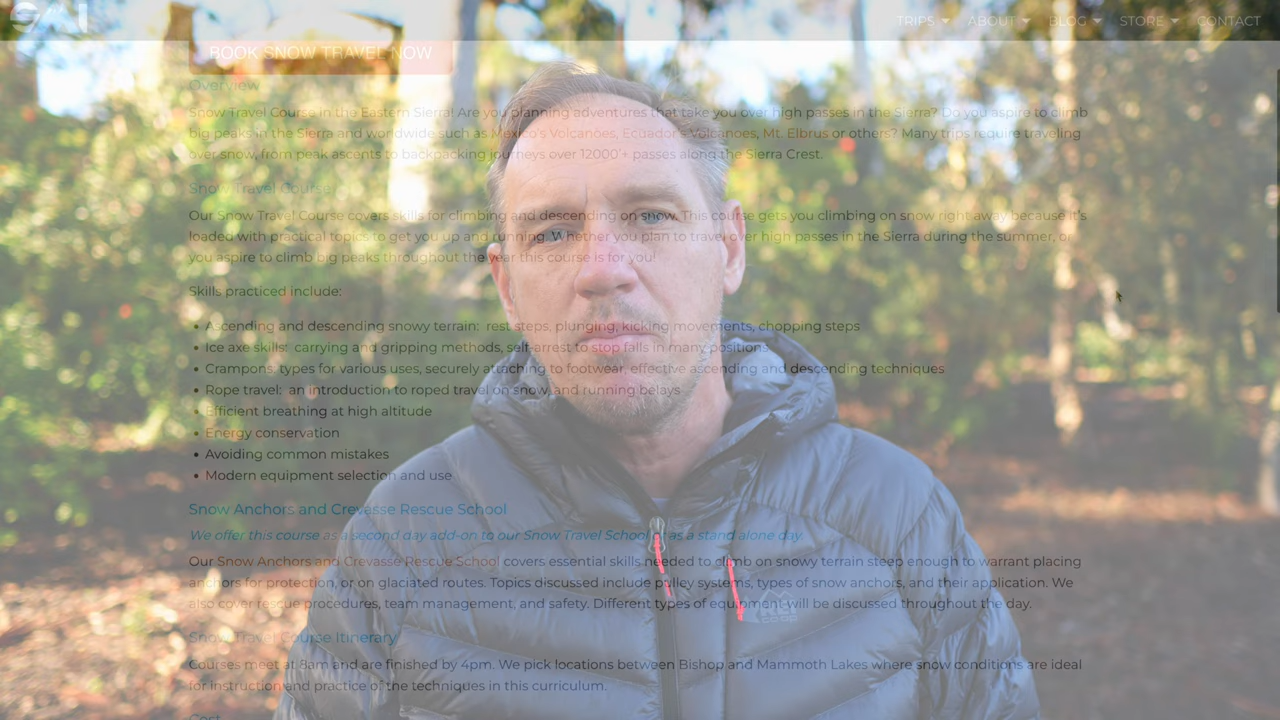 SAI
TRIPS ABOUT BLOG STORE CONTACT
BOOK SNOW TRAVEL NOW
Overview
Snow Travel Course in the Eastern Sierra! Are you planning adventures that take you over high passes in the Sierra? Do you aspire to climb
big peaks in the Sierra and worldwide such as Mexico's Volcanoes, Ecuador Volcanoes, Mt. Elbrus or others? Many trips require traveling
over snow, from peak ascents to backpacking journeys over 12000'+ passes along the Sierra Crest.
Snow Travel Course
Our Snow Travel Course covers skills for climbing and descending on snow. This course gets you climbing on snow right away because it's
loaded with practical topics to get you up and running. If you plan to travel over high passes in the Sierra during the summer, or
you aspire to climb big peaks throughout the year this course is for you!
Skills practiced include:
• Ascending and descending snowy terrain: rest steps, plunging movements, chopping steps
• Ice axe skills: carrying and gripping methods, self-arrest to stop falls in many positions
• Crampons: types for various uses, securely attaching to footwear, effective ascending and descending techniques
• Rope travel: an introduction to roped travel on snow and running belays
• Efficient breathing at high altitude
• Energy conservation
• Avoiding common mistakes
• Modern equipment selection and use
Snow Anchors and Crevasse Rescue School
We offer this course as a second day add-on to our Snow Travel School or as a stand alone day.
Our Snow Anchors and Crevasse Rescue School covers essential skills needed to climb on snowy terrain steep enough to warrant placing
anchors for protection on glaciated routes. Topics discussed include pulley systems, types of snow anchors, and their application. We
also cover rescue procedures, team management, and safety. Different types of equipment will be discussed throughout the day.
Snow Travel Course Itinerary
Courses meet at 8am and are finished by 4pm. We pick locations between Bishop and Mammoth Lakes where snow conditions are ideal
for instruction and practice of the techniques in this curriculum.
Cost